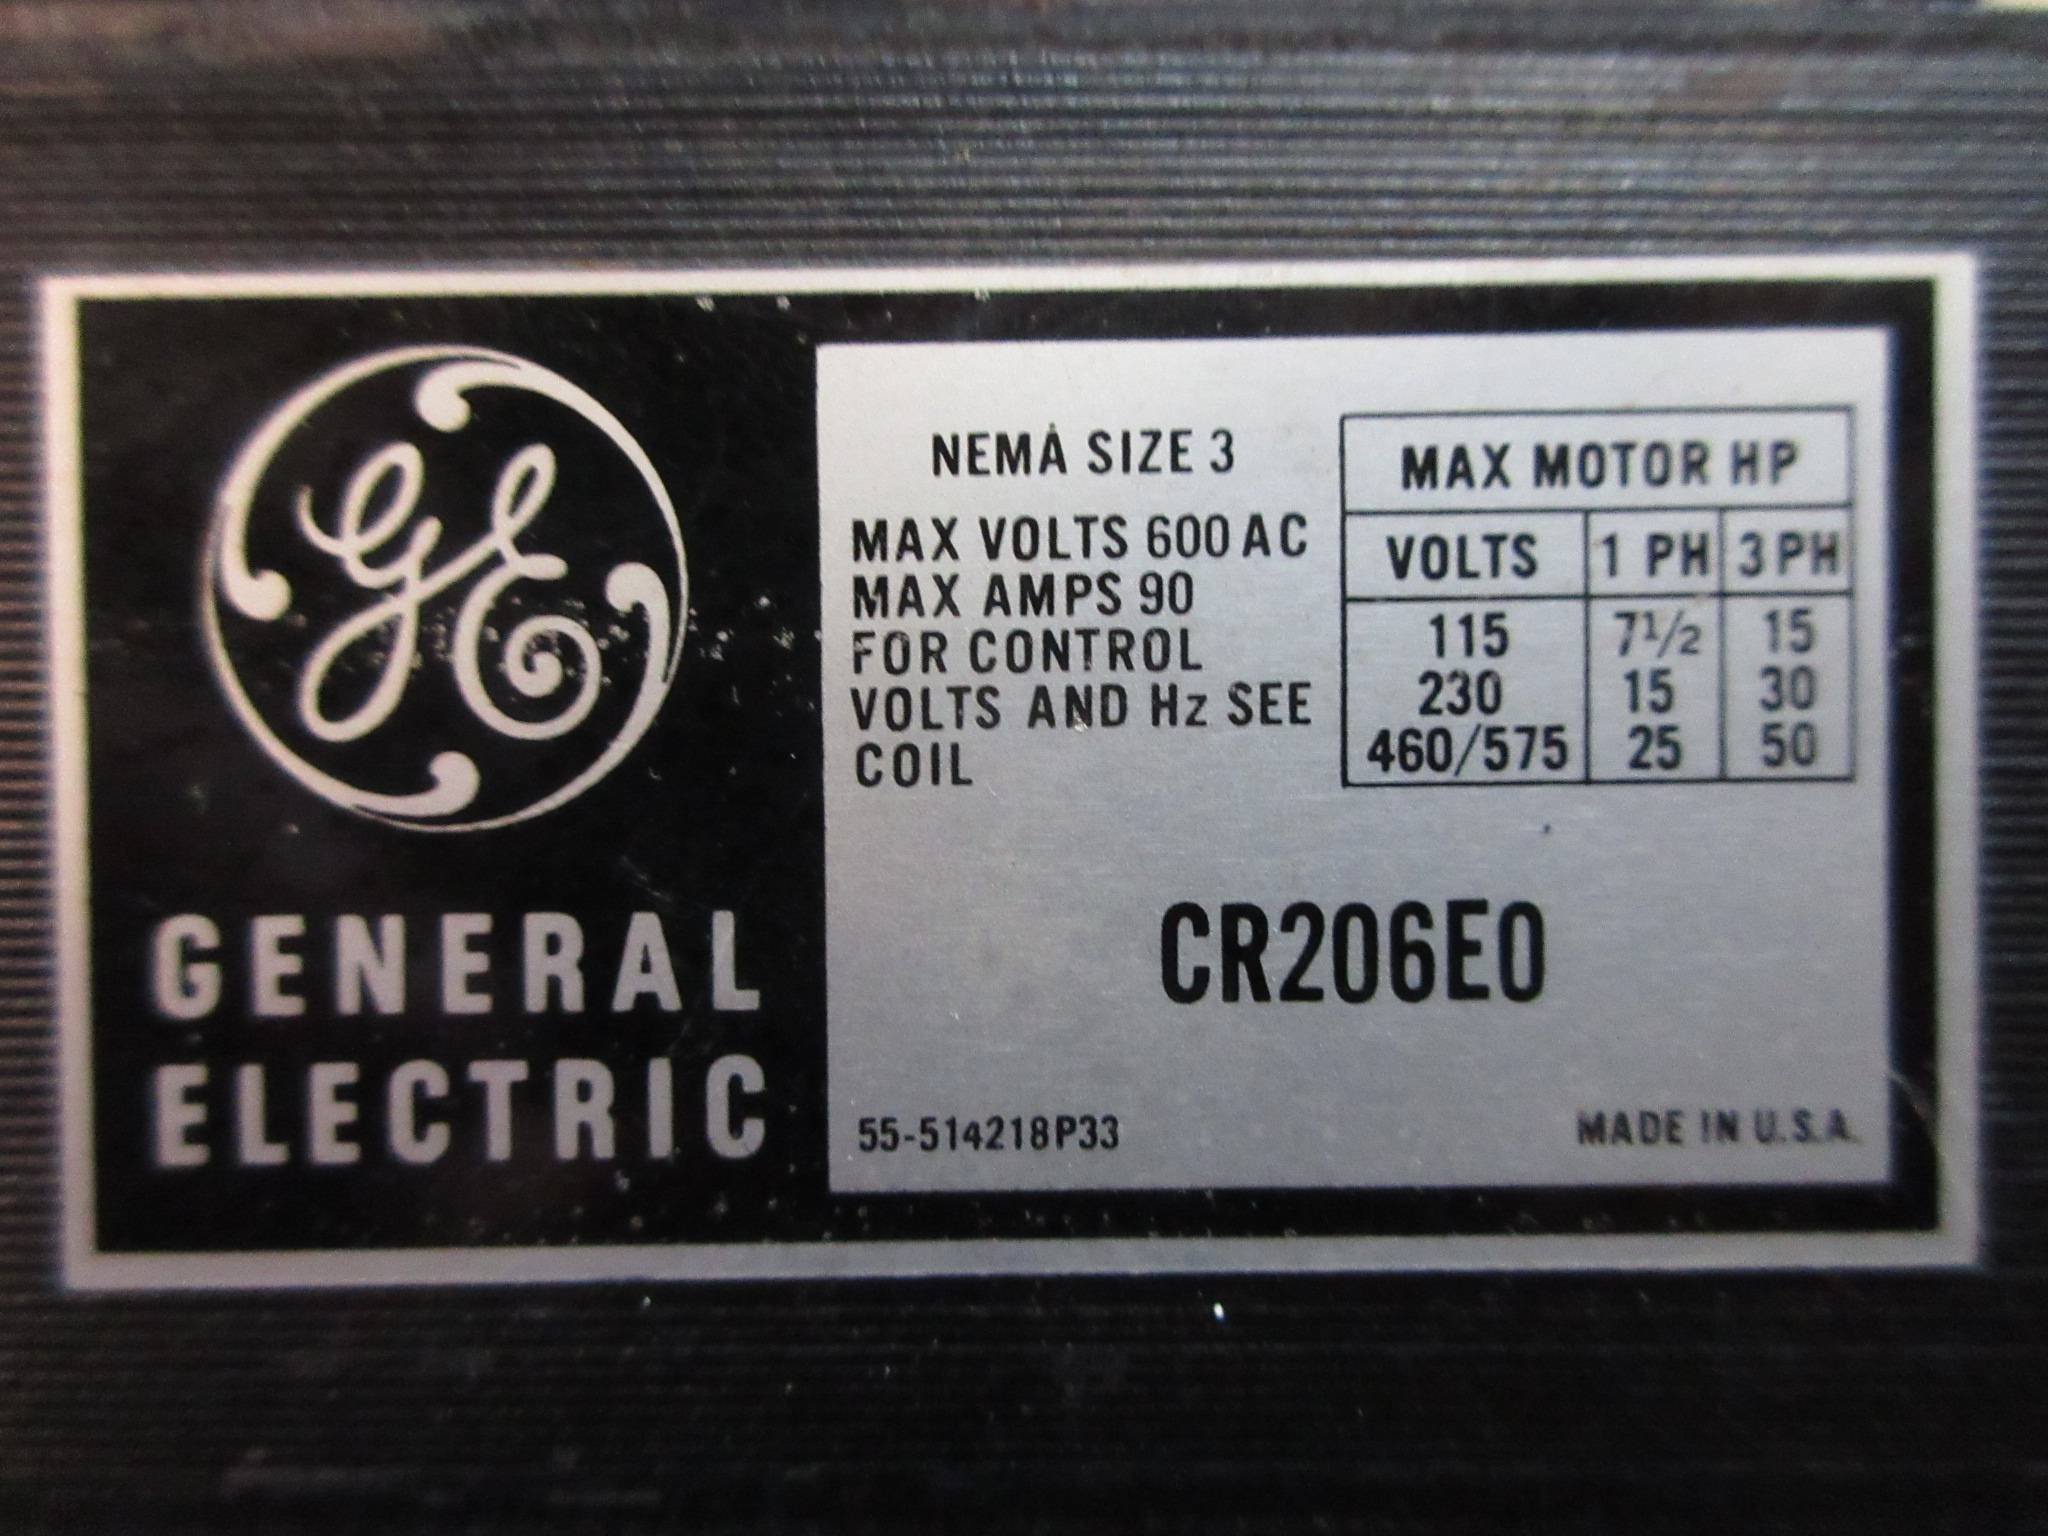 GE
GENERAL
ELECTRIC
NEMA SIZE 3
MAX VOLTS 600 AC
MAX AMPS 90
FOR CONTROL
VOLTS AND Hz SEE
COIL
MAX MOTOR HP
VOLTS 1 PH 3 PH
115 7 1/2 15
230 15 30
460/575 25 50
CR206E0
55-514218P33
MADE IN U.S.A.